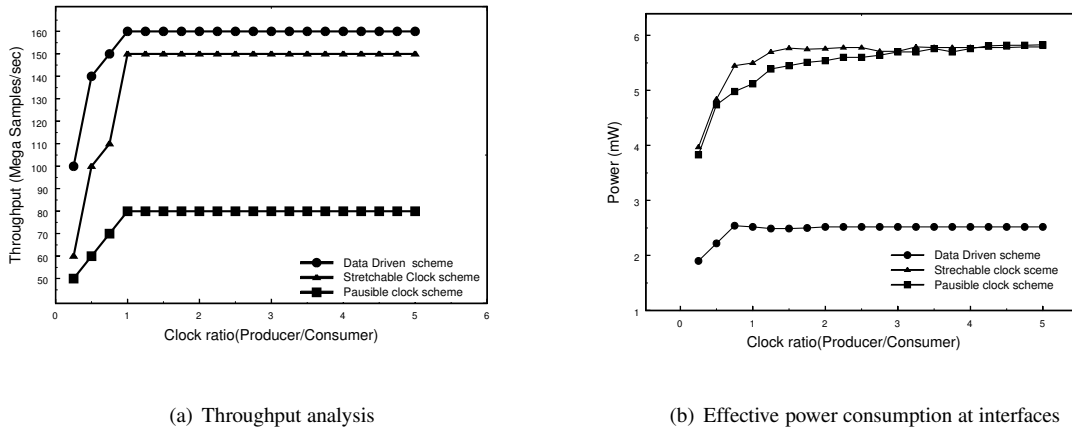 160
150
140
130
120
110
100
90
80
70
60
50
Throughput (Mega Samples/sec)
Data Driven scheme
Stretchable Clock scheme
Pausible clock scheme
0 1 2 3 4 5 6
Clock ratio(Producer/Consumer)
(a) Throughput analysis
6
5
4
3
2
1
Power (mW)
Data Driven scheme
Strechable clock sceme
Pausible clock scheme
0 1 2 3 4 5
Clock ratio(Producer/Consumer)
(b) Effective power consumption at interfaces